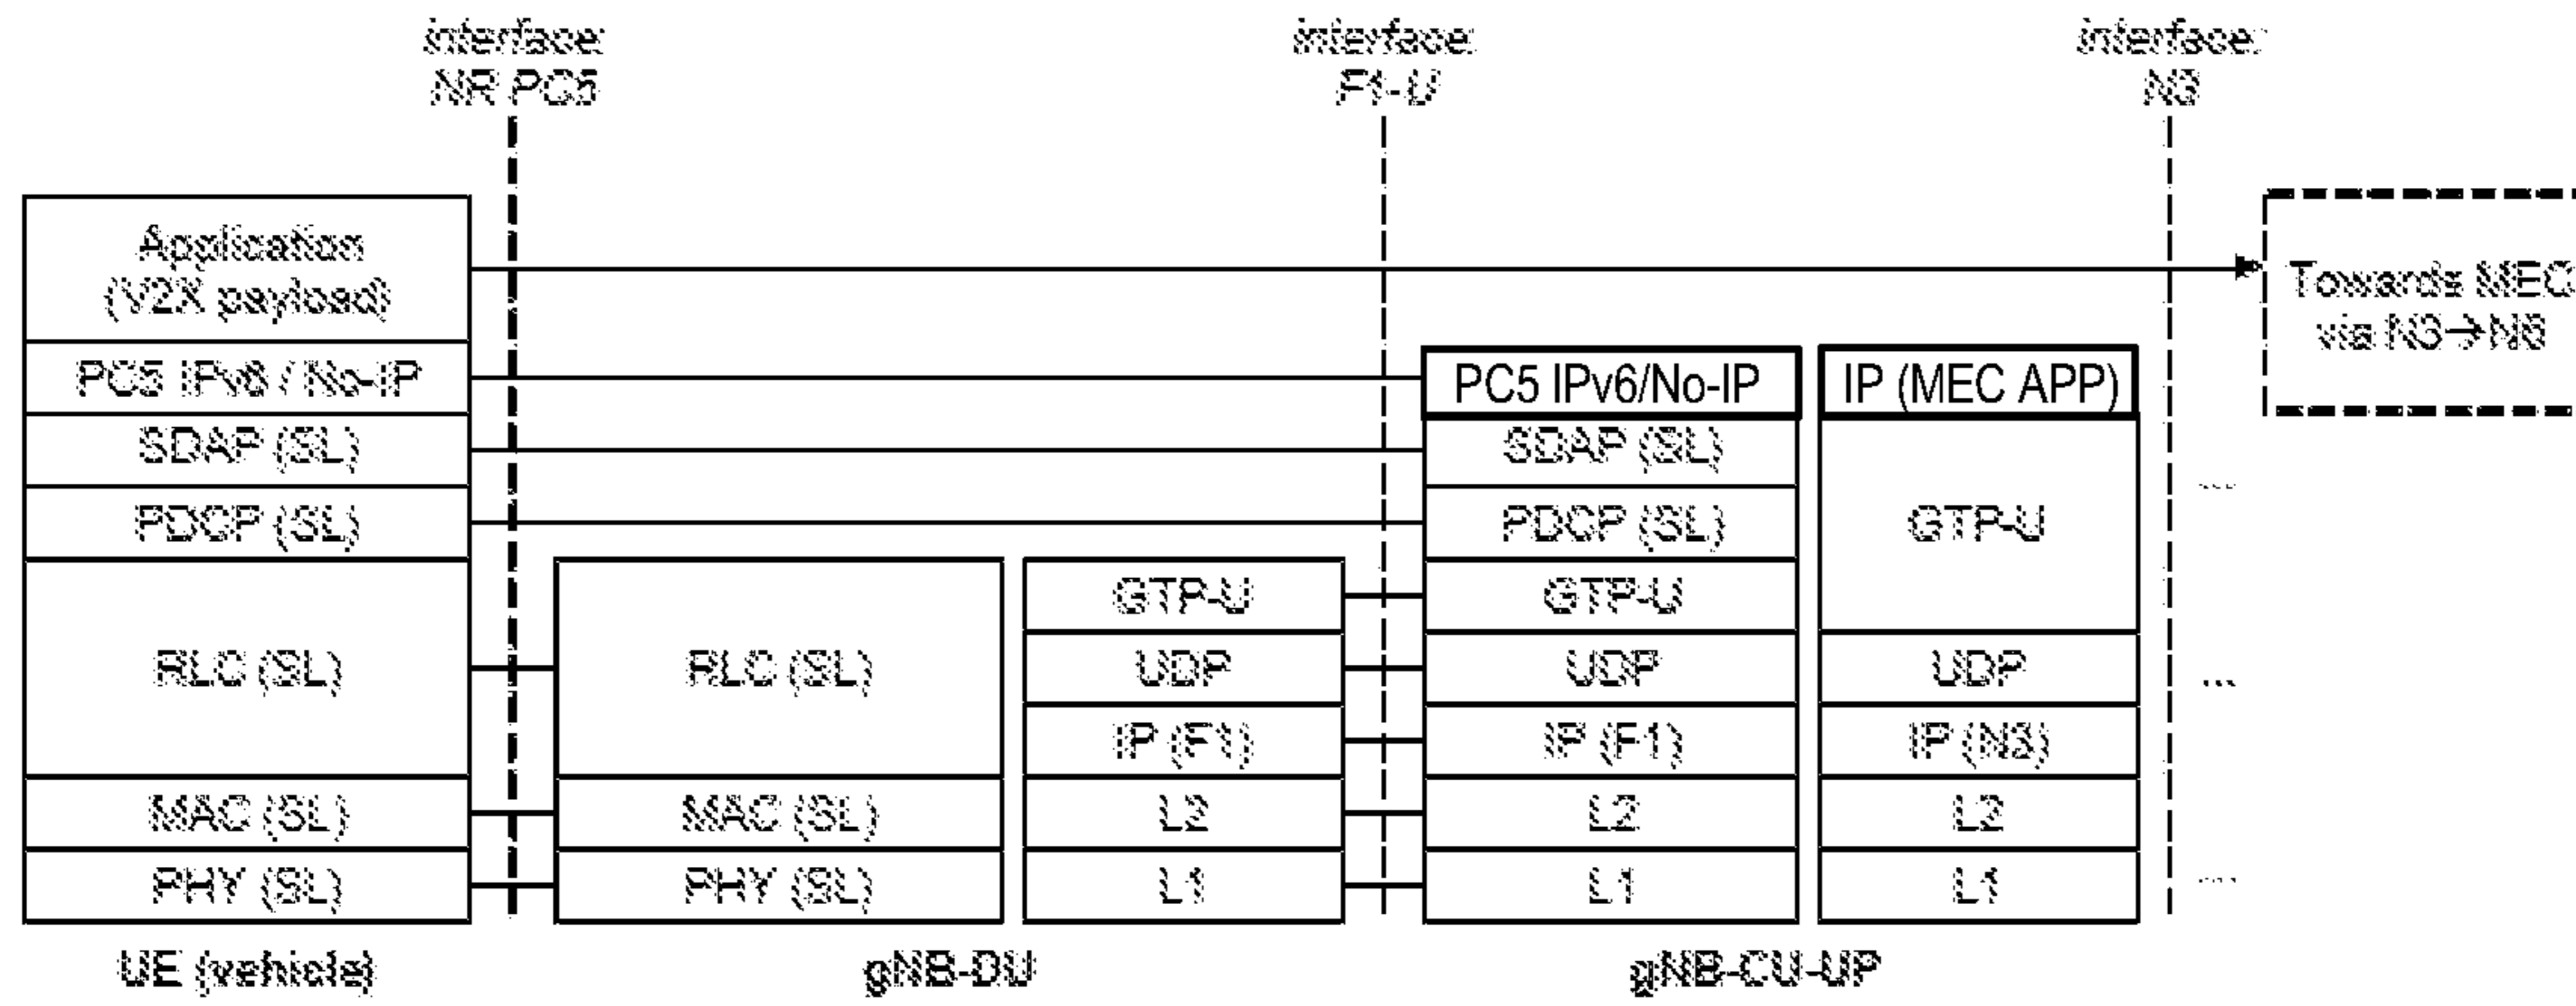 interface:
NR PC5
interface:
F1-U
interface:
N3
Application
(V2X payload)
PC5 IPv6 / No-IP
SDAP (SL)
PDCP (SL)
RLC (SL)
MAC (SL)
PHY (SL)
UE (vehicle)
RLC (SL)
MAC (SL)
PHY (SL)
GTP-U
UDP
IP (F1)
L2
L1
gNB-DU
PC5 IPv6/No-IP
SDAP (SL)
PDCP (SL)
GTP-U
UDP
IP (F1)
L2
L1
IP (MEC APP)
GTP-U
UDP
IP (N3)
L2
L1
gNB-CU-UP
...
...
...
Towards MEC
via N3→N6